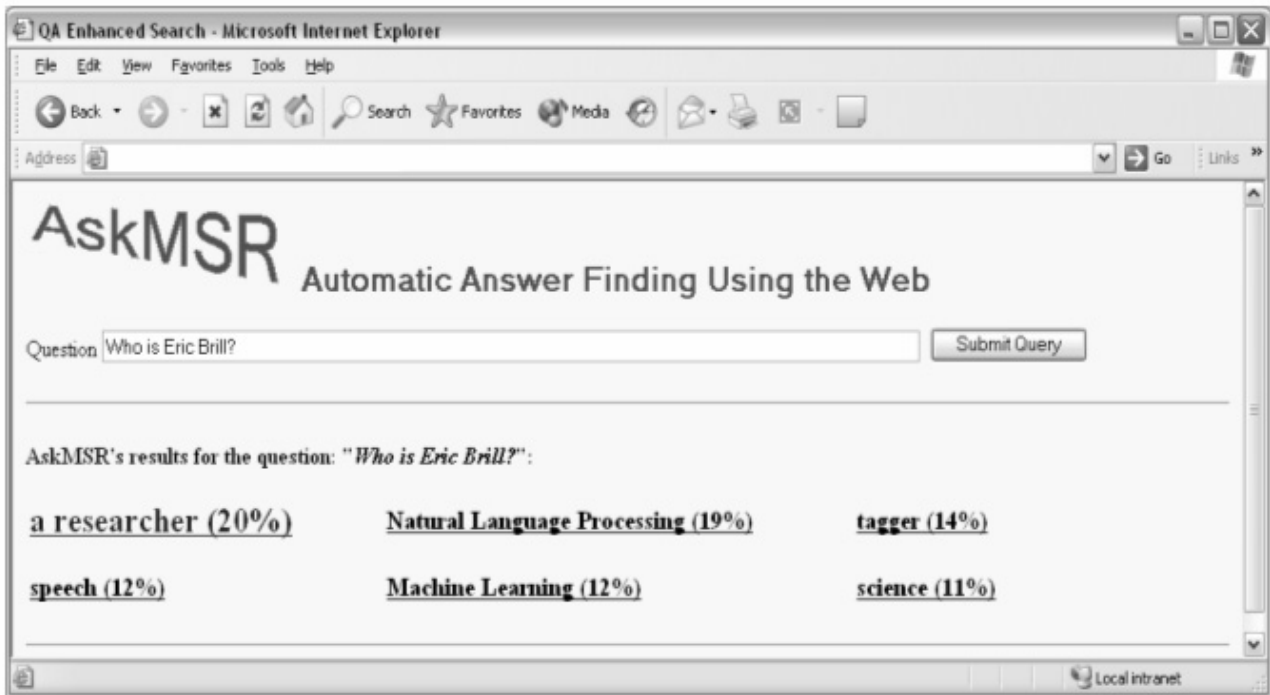 QA Enhanced Search - Microsoft Internet Explorer
File Edit View Favorites Tools Help
Back Search Favorites Media
Address Go Links »
AskMSR
Automatic Answer Finding Using the Web
Question Who is Eric Brill? Submit Query
AskMSR's results for the question: "Who is Eric Brill?":
a researcher (20%) Natural Language Processing (19%) tagger (14%)
speech (12%) Machine Learning (12%) science (11%)
Local intranet